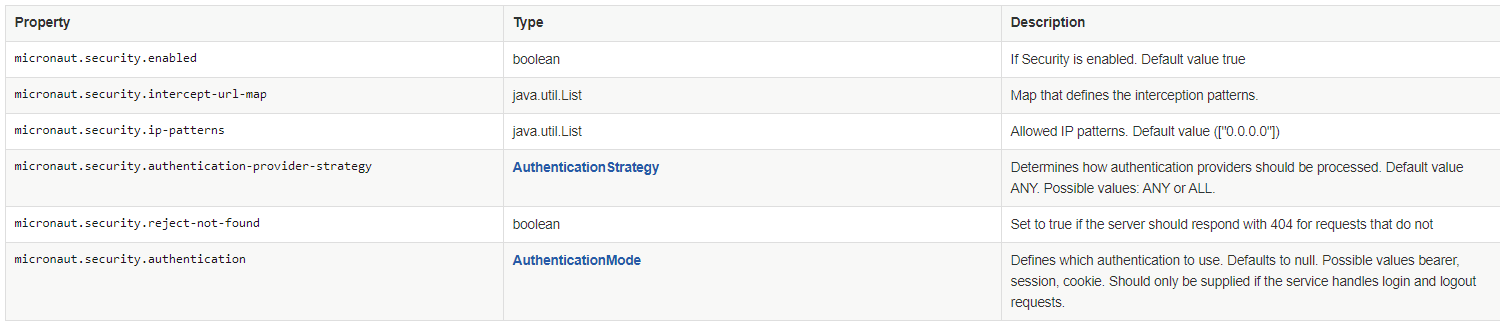 Property Type Description
micronaut.security.enabled boolean If Security is enabled. Default value true
micronaut.security.intercept-url-map java.util.List Map that defines the interception patterns.
micronaut.security.ip-patterns java.util.List Allowed IP patterns. Default value (["0.0.0.0"])
micronaut.security.authentication-provider-strategy AuthenticationStrategy Determines how authentication providers should be processed. Default value
ANY. Possible values: ANY or ALL.
micronaut.security.reject-not-found boolean Set to true if the server should respond with 404 for requests that do not
micronaut.security.authentication AuthenticationMode Defines which authentication to use. Defaults to null. Possible values bearer,
session, cookie. Should only be supplied if the service handles login and logout
requests.